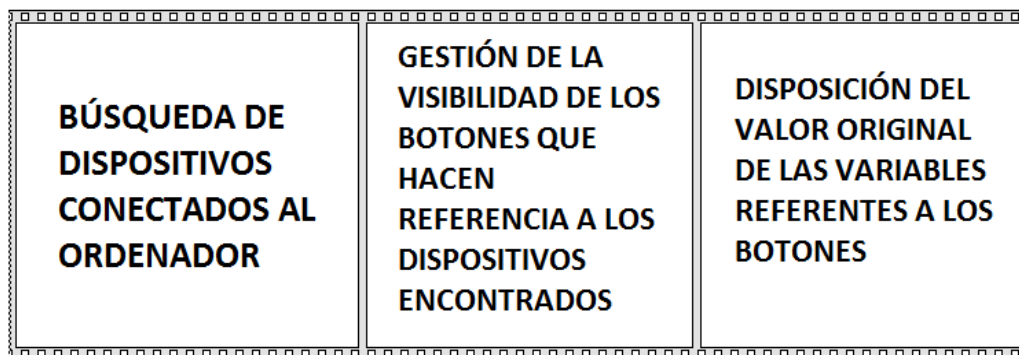 BÚSQUEDA DE
DISPOSITIVOS
CONECTADOS AL
ORDENADOR
GESTIÓN DE LA
VISIBILIDAD DE LOS
BOTONES QUE
HACEN
REFERENCIA A LOS
DISPOSITIVOS
ENCONTRADOS
DISPOSICIÓN DEL
VALOR ORIGINAL
DE LAS VARIABLES
REFERENTES A LOS
BOTONES